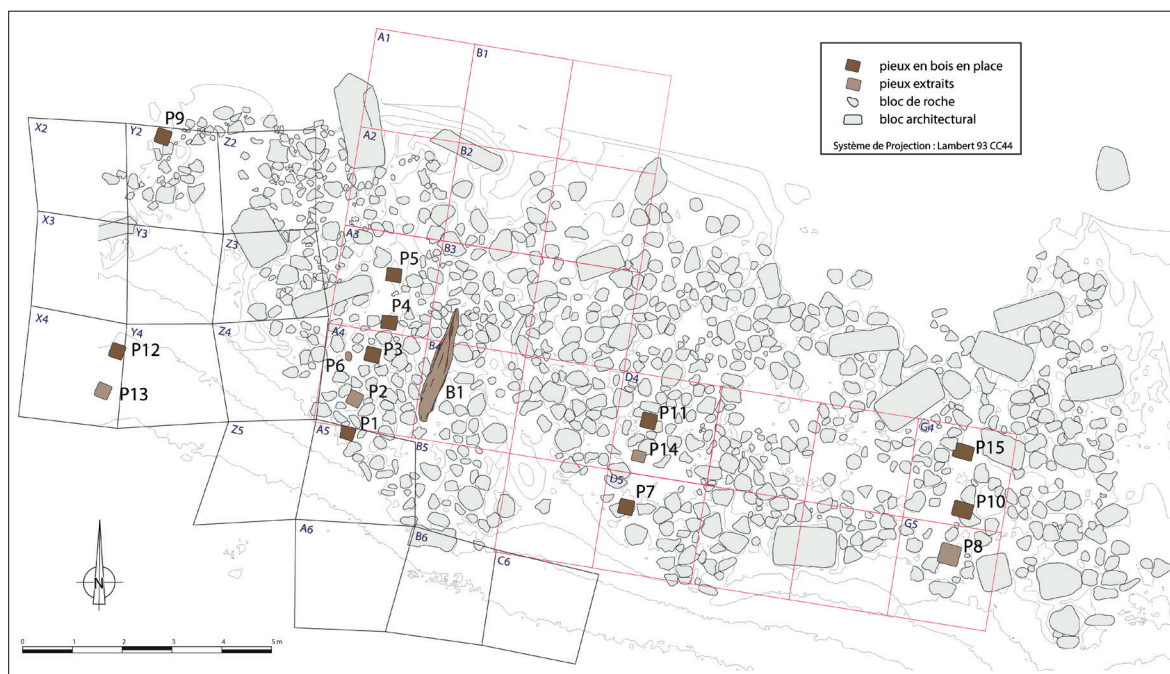 A1
B1
pieux en bois en place
pieux extraits
bloc de roche
bloc architectural
Système de Projection : Lambert 93 CC44
X2
Y2
P9
Z2
A2
B2
X3
Y3
Z3
A3
B3
P5
P4
X4
Y4
Z4
A4
B4
P12
P6
P3
D4
P13
P2
B1
P11
G4
Z5
A5
P1
B5
P14
P15
D5
P7
P10
G5
A6
B6
P8
C6
N
0 1 2 3 4 5 m